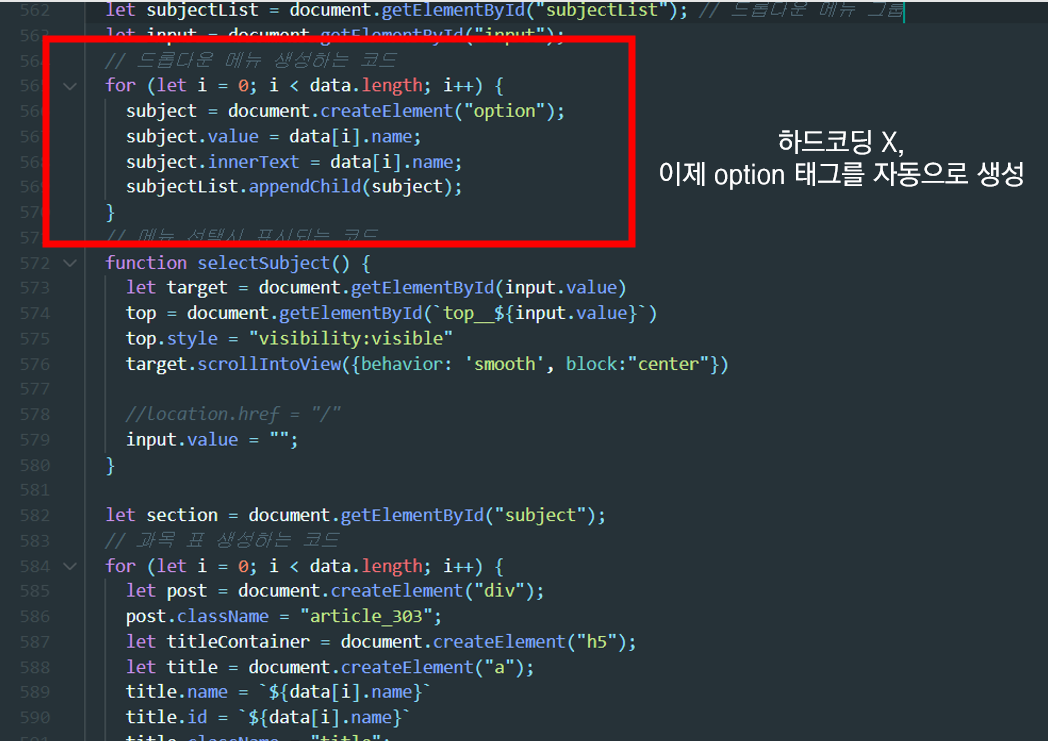 562 let subjectList = document.getElementById("subjectList"); // 드롭다운 메뉴 그룹
563 let input = document.getElementById("input");
// 드롭다운 메뉴 생성하는 코드
for (let i = 0; i < data.length; i++) {
subject = document.createElement("option");
subject.value = data[i].name;
subject.innerText = data[i].name;
subjectList.appendChild(subject);
}
// 메뉴 선택시 표시되는 코드
하드코딩 X,
이제 option 태그를 자동으로 생성
572 function selectSubject() {
573 let target = document.getElementById(input.value)
574 top = document.getElementById(`top__${input.value}`)
575 top.style = "visibility:visible"
576 target.scrollIntoView({behavior: 'smooth', block:"center"})
577
578 //location.href = "/"
579 input.value = "";
580 }
581
582 let section = document.getElementById("subject");
583 // 과목 표 생성하는 코드
584 for (let i = 0; i < data.length; i++) {
585 let post = document.createElement("div");
586 post.className = "article_303";
587 let titleContainer = document.createElement("h5");
588 let title = document.createElement("a");
589 title.name = `${data[i].name}`
590 title.id = `${data[i].name}`
591 title.className = "title";